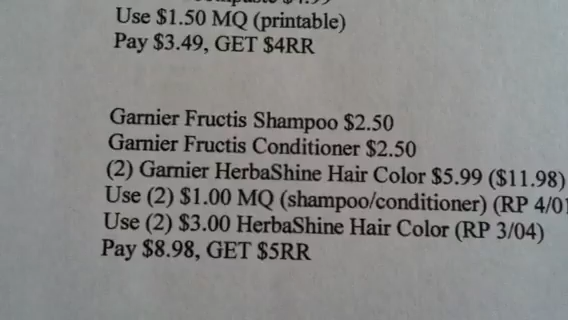 Use $1.50 MQ (printable)
Pay $3.49, GET $4RR
Garnier Fructis Shampoo $2.50
Garnier Fructis Conditioner $2.50
(2) Garnier HerbaShine Hair Color $5.99 ($11.98)
Use (2) $1.00 MQ (shampoo/conditioner) (RP 4/01
Use (2) $3.00 HerbaShine Hair Color (RP 3/04)
Pay $8.98, GET $5RR